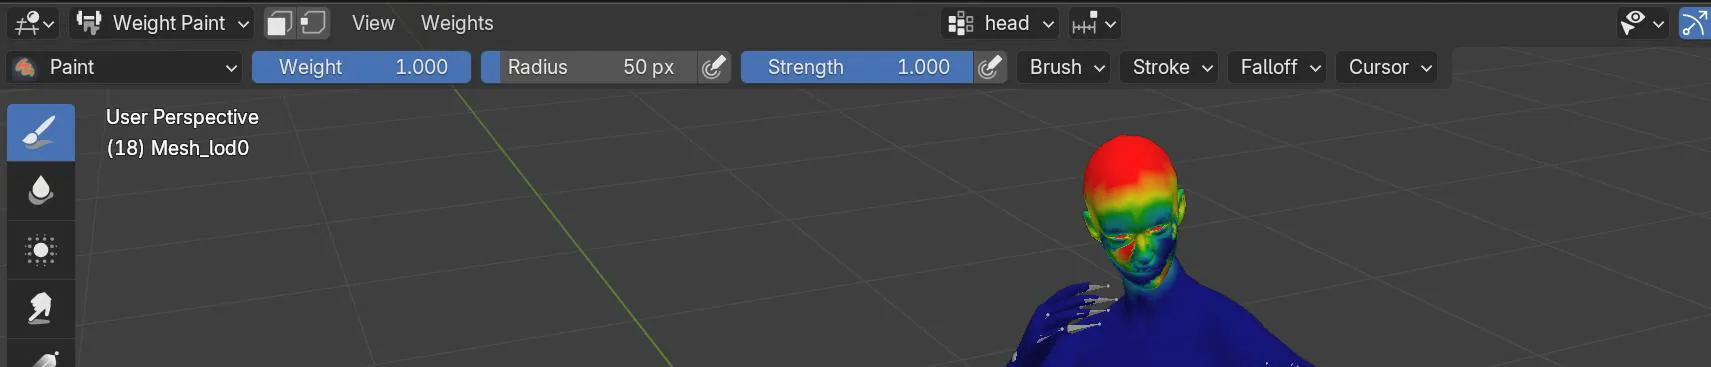 Weight Paint View Weights head
Paint Weight 1.000 Radius 50 px Strength 1.000 Brush Stroke Falloff Cursor
User Perspective
(18) Mesh_lod0